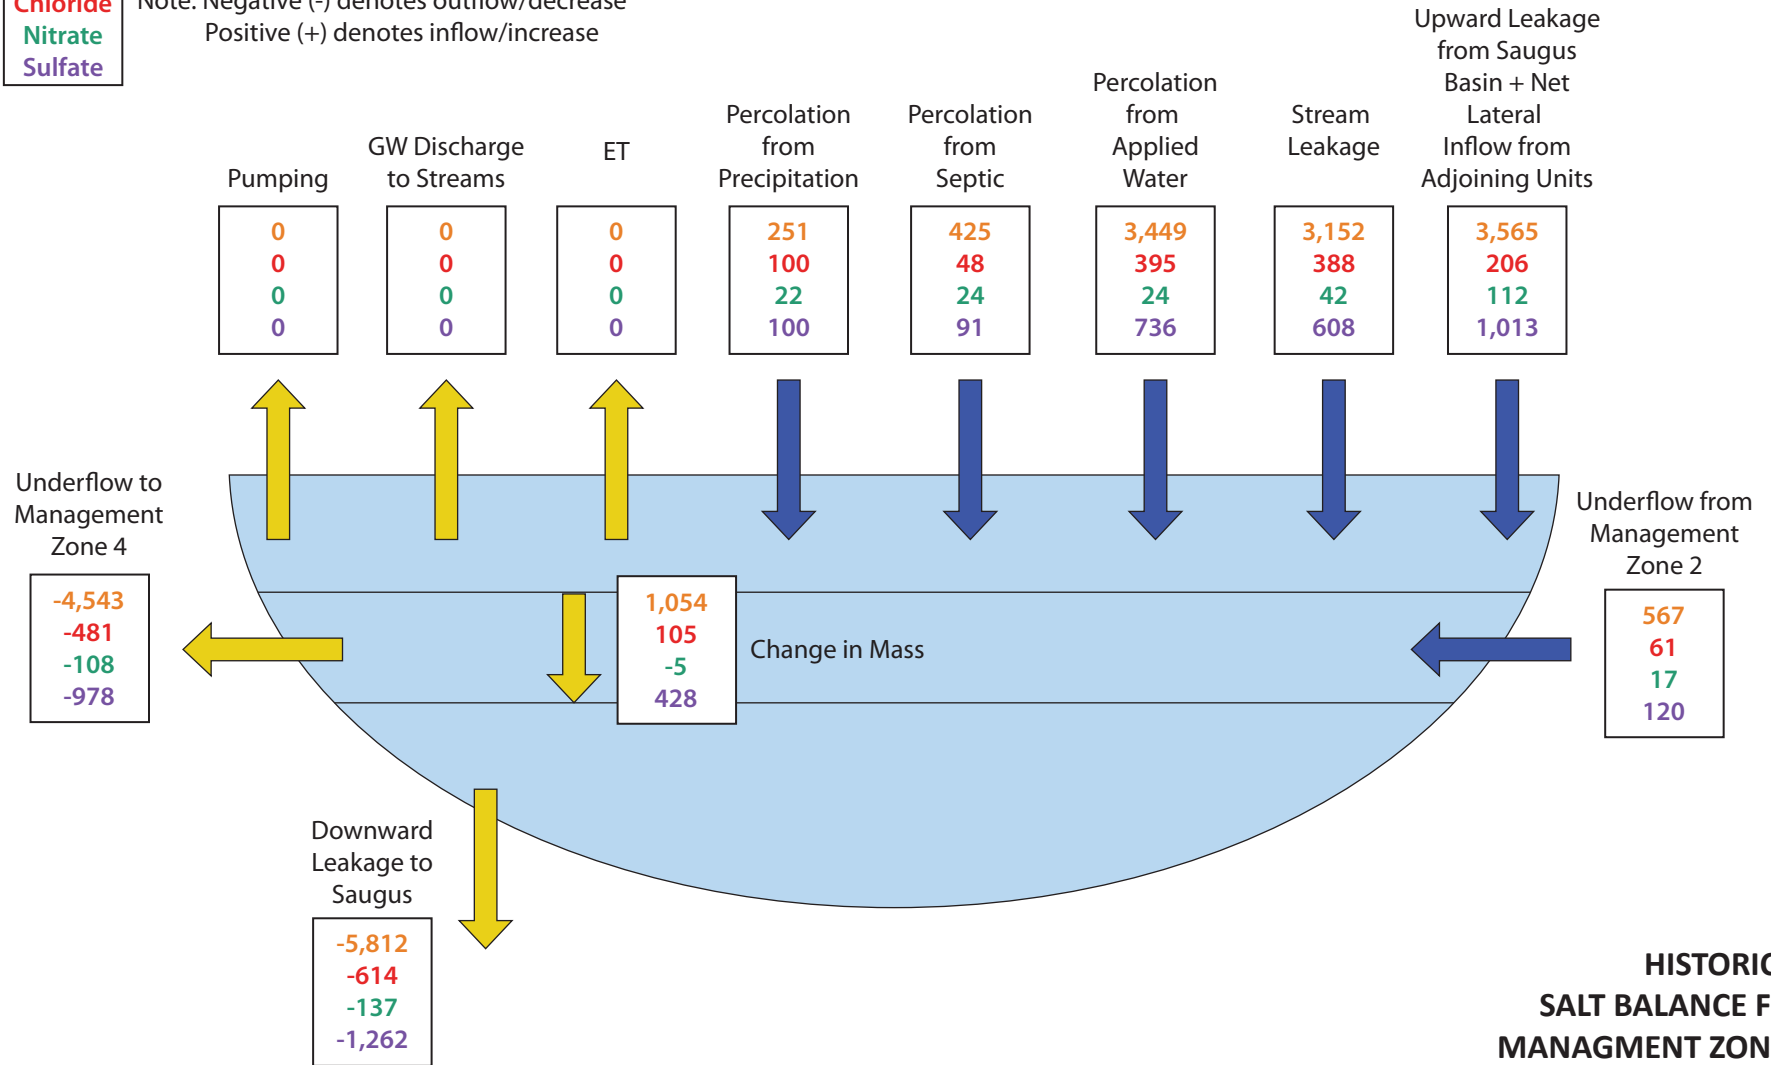 Chloride
Nitrate
Sulfate
Note: Negative (-) denotes outflow/decrease
Positive (+) denotes inflow/increase
Pumping
0
0
0
0
GW Discharge
to Streams
0
0
0
0
ET
0
0
0
0
Percolation
from
Precipitation
251
100
22
100
Percolation
from
Septic
425
48
24
91
Percolation
from
Applied
Water
3,449
395
24
736
Stream
Leakage
3,152
388
42
608
Upward Leakage
from Saugus
Basin + Net
Lateral
Inflow from
Adjoining Units
3,565
206
112
1,013
Underflow to
Management
Zone 4
-4,543
-481
-108
-978
1,054
105
-5
428
Change in Mass
Underflow from
Management
Zone 2
567
61
17
120
Downward
Leakage to
Saugus
-5,812
-614
-137
-1,262
HISTORIC
SALT BALANCE F
MANAGMENT ZON